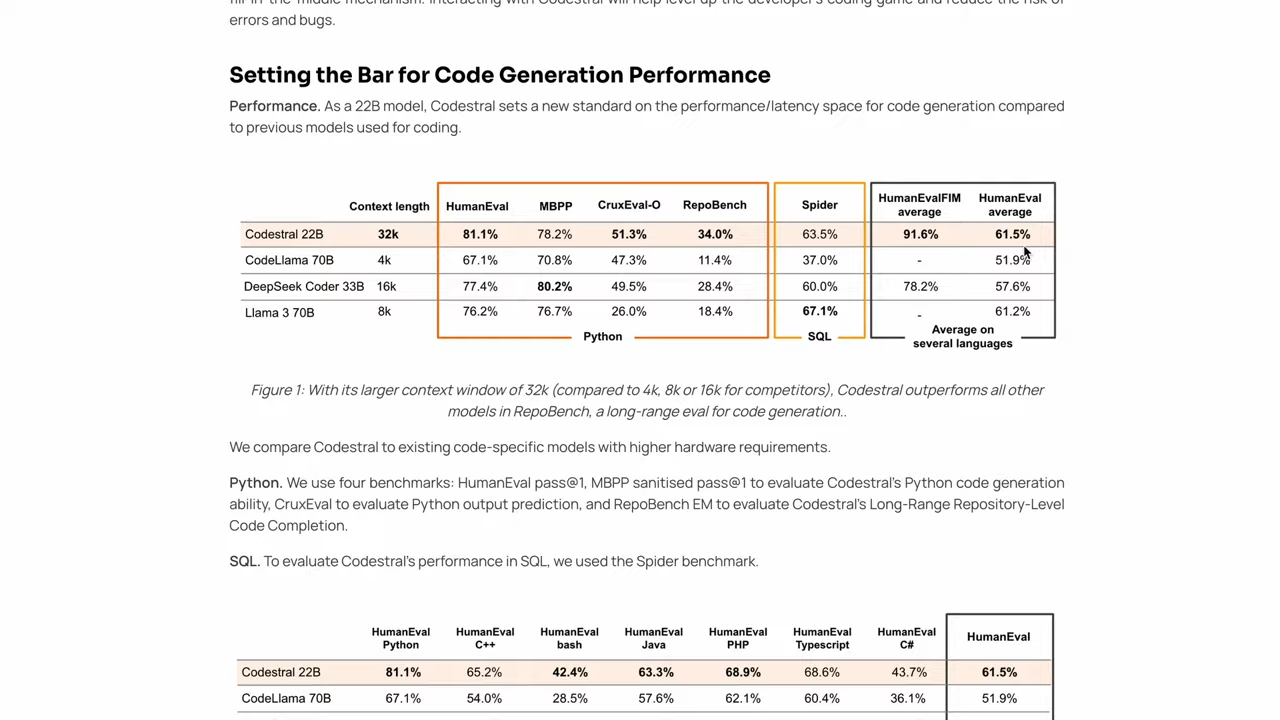 fill-in-the-middle mechanism. Interacting with Codestral will help level up the developer's coding game and reduce the risk of
errors and bugs.
Setting the Bar for Code Generation Performance
Performance. As a 22B model, Codestral sets a new standard on the performance/latency space for code generation compared
to previous models used for coding.
Context length HumanEval MBPP CruxEval-O RepoBench Spider HumanEvalFIM average HumanEval average
Codestral 22B 32k 81.1% 78.2% 51.3% 34.0% 63.5% 91.6% 61.5%
CodeLlama 70B 4k 67.1% 70.8% 47.3% 11.4% 37.0% - 51.9%
DeepSeek Coder 33B 16k 77.4% 80.2% 49.5% 28.4% 60.0% 78.2% 57.6%
Llama 3 70B 8k 76.2% 76.7% 26.0% 18.4% 67.1% - 61.2%
Python SQL Average on several languages
Figure 1: With its larger context window of 32k (compared to 4k, 8k or 16k for competitors), Codestral outperforms all other
models in RepoBench, a long-range eval for code generation..
We compare Codestral to existing code-specific models with higher hardware requirements.
Python. We use four benchmarks: HumanEval pass@1, MBPP sanitised pass@1 to evaluate Codestral's Python code generation
ability, CruxEval to evaluate Python output prediction, and RepoBench EM to evaluate Codestral's Long-Range Repository-Level
Code Completion.
SQL. To evaluate Codestral's performance in SQL, we used the Spider benchmark.
HumanEval Python HumanEval C++ HumanEval bash HumanEval Java HumanEval PHP HumanEval Typescript HumanEval C# HumanEval
Codestral 22B 81.1% 65.2% 42.4% 63.3% 68.9% 68.6% 43.7% 61.5%
CodeLlama 70B 67.1% 54.0% 28.5% 57.6% 62.1% 60.4% 36.1% 51.9%